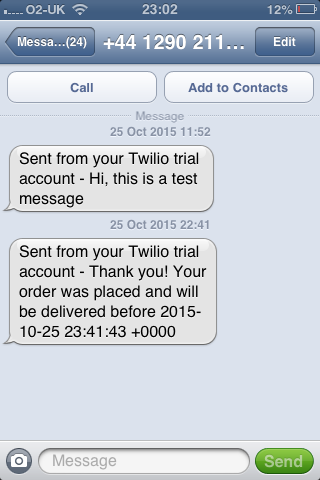 O2-UK 23:02 12%
Messa...(24) +44 1290 211... Edit
Call Add to Contacts
Message
25 Oct 2015 11:52
Sent from your Twilio trial
account - Hi, this is a test
message
25 Oct 2015 22:41
Sent from your Twilio trial
account - Thank you! Your
order was placed and will
be delivered before 2015-
10-25 23:41:43 +0000
Message Send